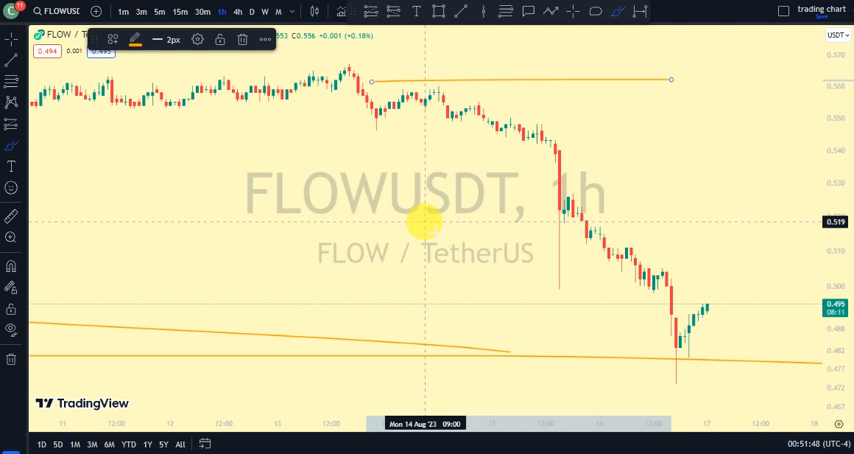 C
11
FLOWUSD
1m 3m 5m 15m 30m 1h 4h D W M
trading chart
Save
FLOW / Te
553 C0.556 +0.001 (+0.18%)
USDT
2px
0.494
0.001
0.495
0.570
0.560
0.550
0.540
0.530
0.519
0.510
0.500
0.495
08:11
0.488
0.482
0.477
0.472
0.467
FLOWUSDT, 1h
FLOW / TetherUS
TradingView
11 12:00 12 12:00 13 12:00 Mon 14 Aug '23 09:00 15 12:00 16 12:00 17 12:00 18
1D 5D 1M 3M 6M YTD 1Y 5Y All
00:51:48 (UTC-4)